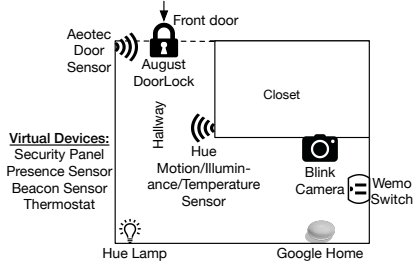 Front door
Aeotec
Door
Sensor
August
DoorLock
Hallway
Closet
Hue
Motion/Illumin-
ance/Temperature
Sensor
Virtual Devices:
Security Panel
Presence Sensor
Beacon Sensor
Thermostat
Blink
Camera
Wemo
Switch
Hue Lamp
Google Home